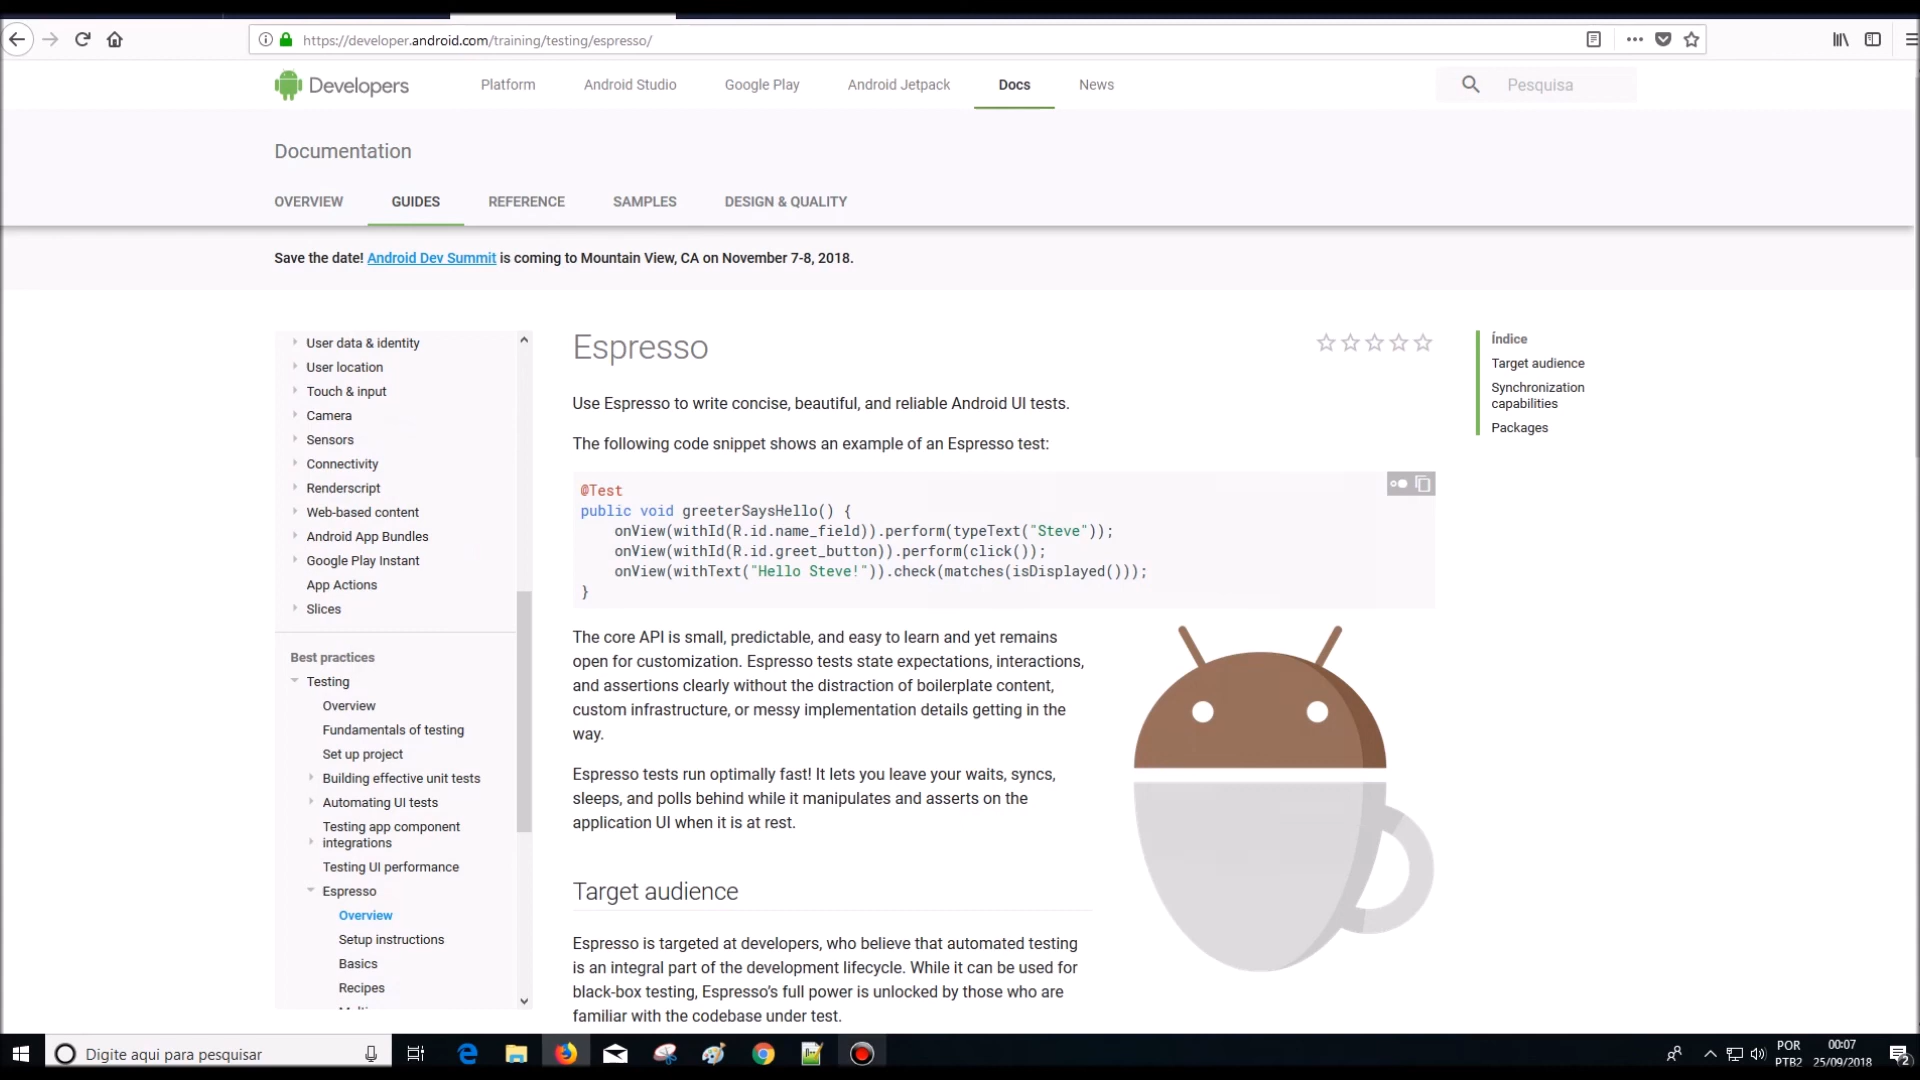 https://developer.android.com/training/testing/espresso/
Developers
Platform
Android Studio
Google Play
Android Jetpack
Docs
News
Pesquisa
Documentation
OVERVIEW
GUIDES
REFERENCE
SAMPLES
DESIGN & QUALITY
Save the date! Android Dev Summit is coming to Mountain View, CA on November 7-8, 2018.
User data & identity
User location
Touch & input
Camera
Sensors
Connectivity
Renderscript
Web-based content
Android App Bundles
Google Play Instant
App Actions
Slices
Best practices
Testing
Overview
Fundamentals of testing
Set up project
Building effective unit tests
Automating UI tests
Testing app component
integrations
Testing UI performance
Espresso
Overview
Setup instructions
Basics
Recipes
Espresso
Use Espresso to write concise, beautiful, and reliable Android UI tests.
The following code snippet shows an example of an Espresso test:
@Test
public void greeterSaysHello() {
onView(withId(R.id.name_field)).perform(typeText("Steve"));
onView(withId(R.id.greet_button)).perform(click());
onView(withText("Hello Steve!")).check(matches(isDisplayed()));
}
The core API is small, predictable, and easy to learn and yet remains
open for customization. Espresso tests state expectations, interactions,
and assertions clearly without the distraction of boilerplate content,
custom infrastructure, or messy implementation details getting in the
way.
Espresso tests run optimally fast! It lets you leave your waits, syncs,
sleeps, and polls behind while it manipulates and asserts on the
application UI when it is at rest.
Target audience
Espresso is targeted at developers, who believe that automated testing
is an integral part of the development lifecycle. While it can be used for
black-box testing, Espresso’s full power is unlocked by those who are
familiar with the codebase under test.
Índice
Target audience
Synchronization
capabilities
Packages
Digite aqui para pesquisar
POR
PTB2
00:07
25/09/2018
2